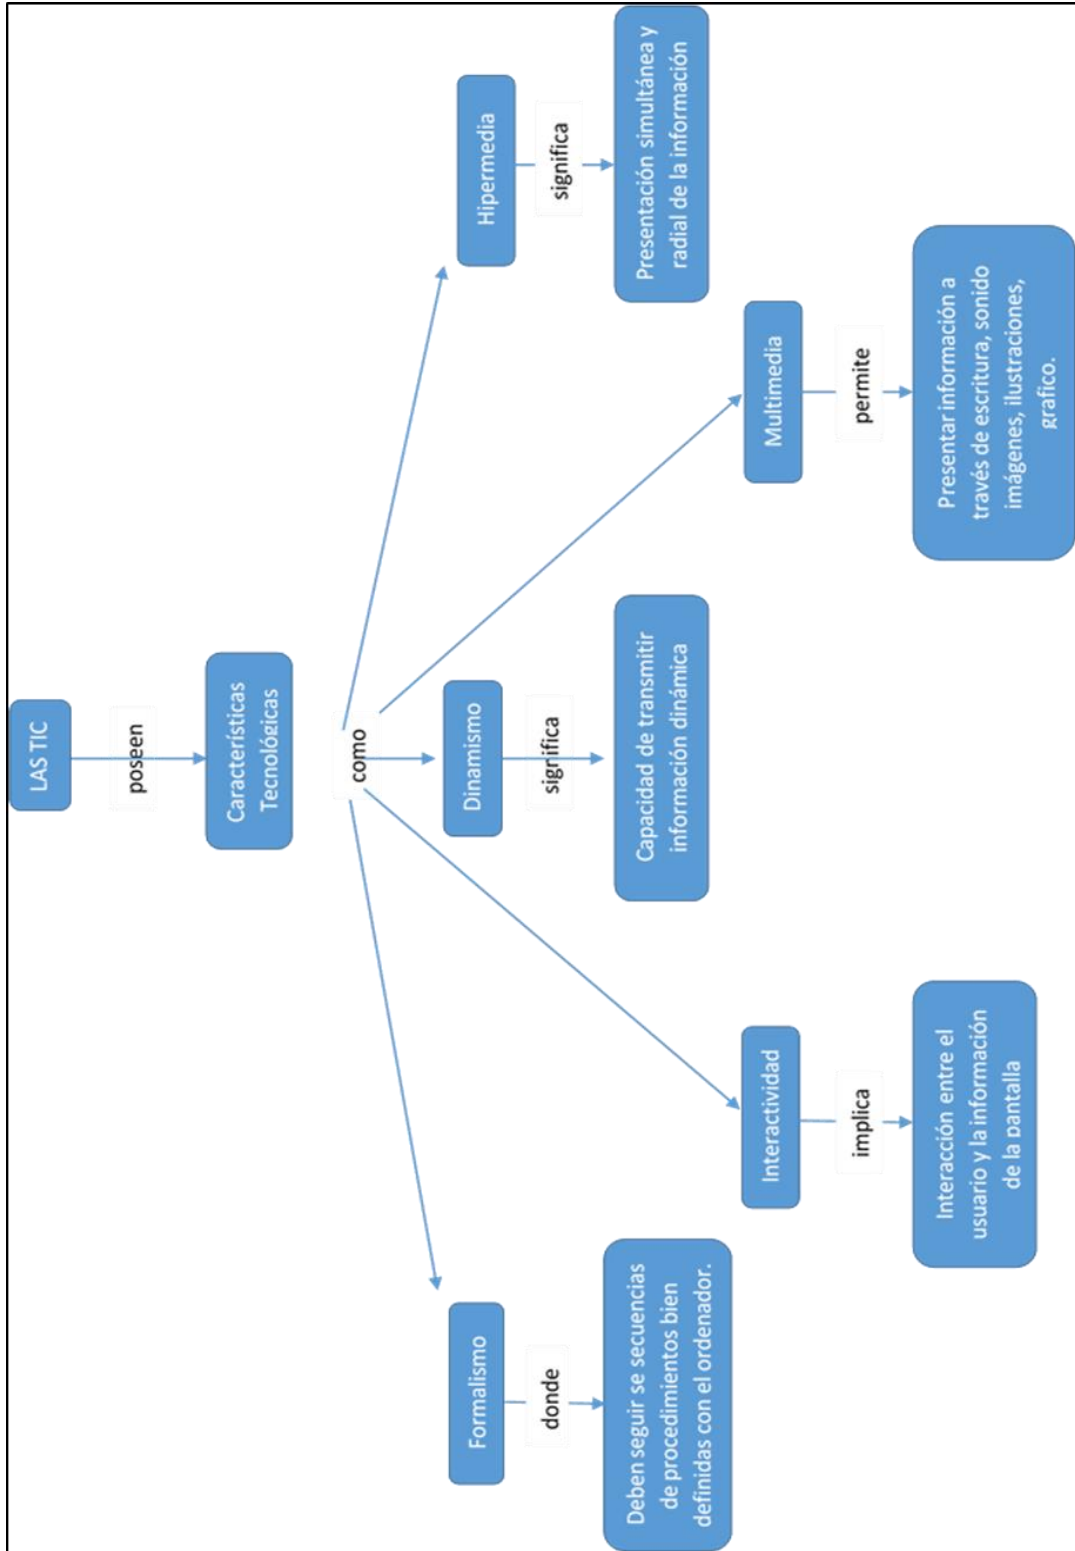 LAS TIC
poseen
Características
Tecnológicas
como
Formalismo
donde
Deben seguir se secuencias
de procedimientos bien
definidas con el ordenador.
Interactividad
implica
Interacción entre el
usuario y la información
de la pantalla
Dinamismo
significa
Capacidad de transmitir
información dinámica
Multimedia
permite
Presentar información a
través de escritura, sonido
imágenes, ilustraciones,
grafico.
Hipermedia
significa
Presentación simultánea y
radial de la información